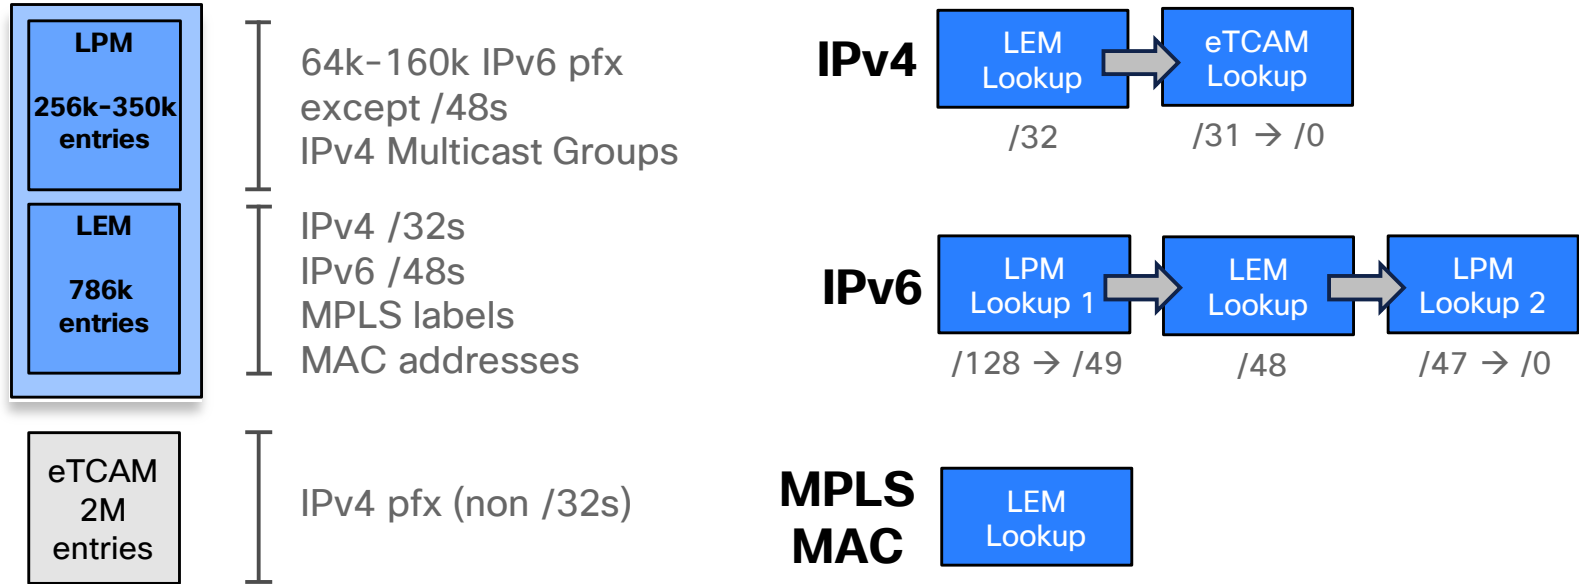 LPM
256k-350k
entries
64k-160k IPv6 pfx
except /48s
IPv4 Multicast Groups
LEM
786k
entries
IPv4 /32s
IPv6 /48s
MPLS labels
MAC addresses
eTCAM
2M
entries
IPv4 pfx (non /32s)
IPv4
LEM
Lookup
/32
eTCAM
Lookup
/31 → /0
IPv6
LPM
Lookup 1
/128 → /49
LEM
Lookup
/48
LPM
Lookup 2
/47 → /0
MPLS
MAC
LEM
Lookup